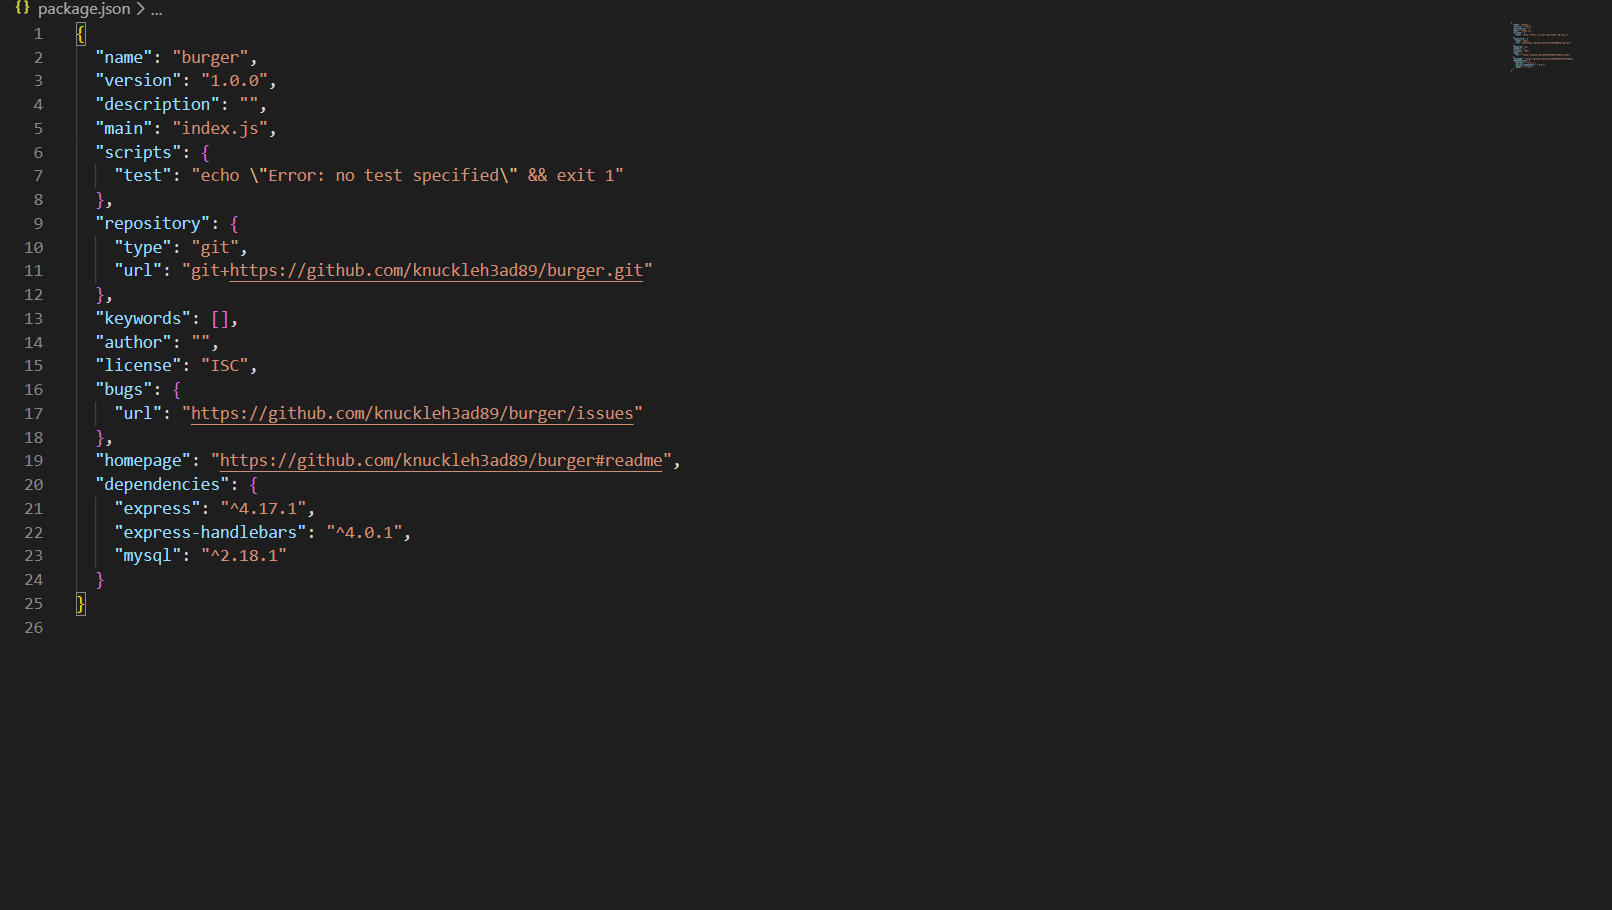 {} package.json > ...
1 {
2 "name": "burger",
3 "version": "1.0.0",
4 "description": "",
5 "main": "index.js",
6 "scripts": {
7 "test": "echo \"Error: no test specified\" && exit 1"
8 },
9 "repository": {
10 "type": "git",
11 "url": "git+https://github.com/knuckleh3ad89/burger.git"
12 },
13 "keywords": [],
14 "author": "",
15 "license": "ISC",
16 "bugs": {
17 "url": "https://github.com/knuckleh3ad89/burger/issues"
18 },
19 "homepage": "https://github.com/knuckleh3ad89/burger#readme",
20 "dependencies": {
21 "express": "^4.17.1",
22 "express-handlebars": "^4.0.1",
23 "mysql": "^2.18.1"
24 }
25 }
26